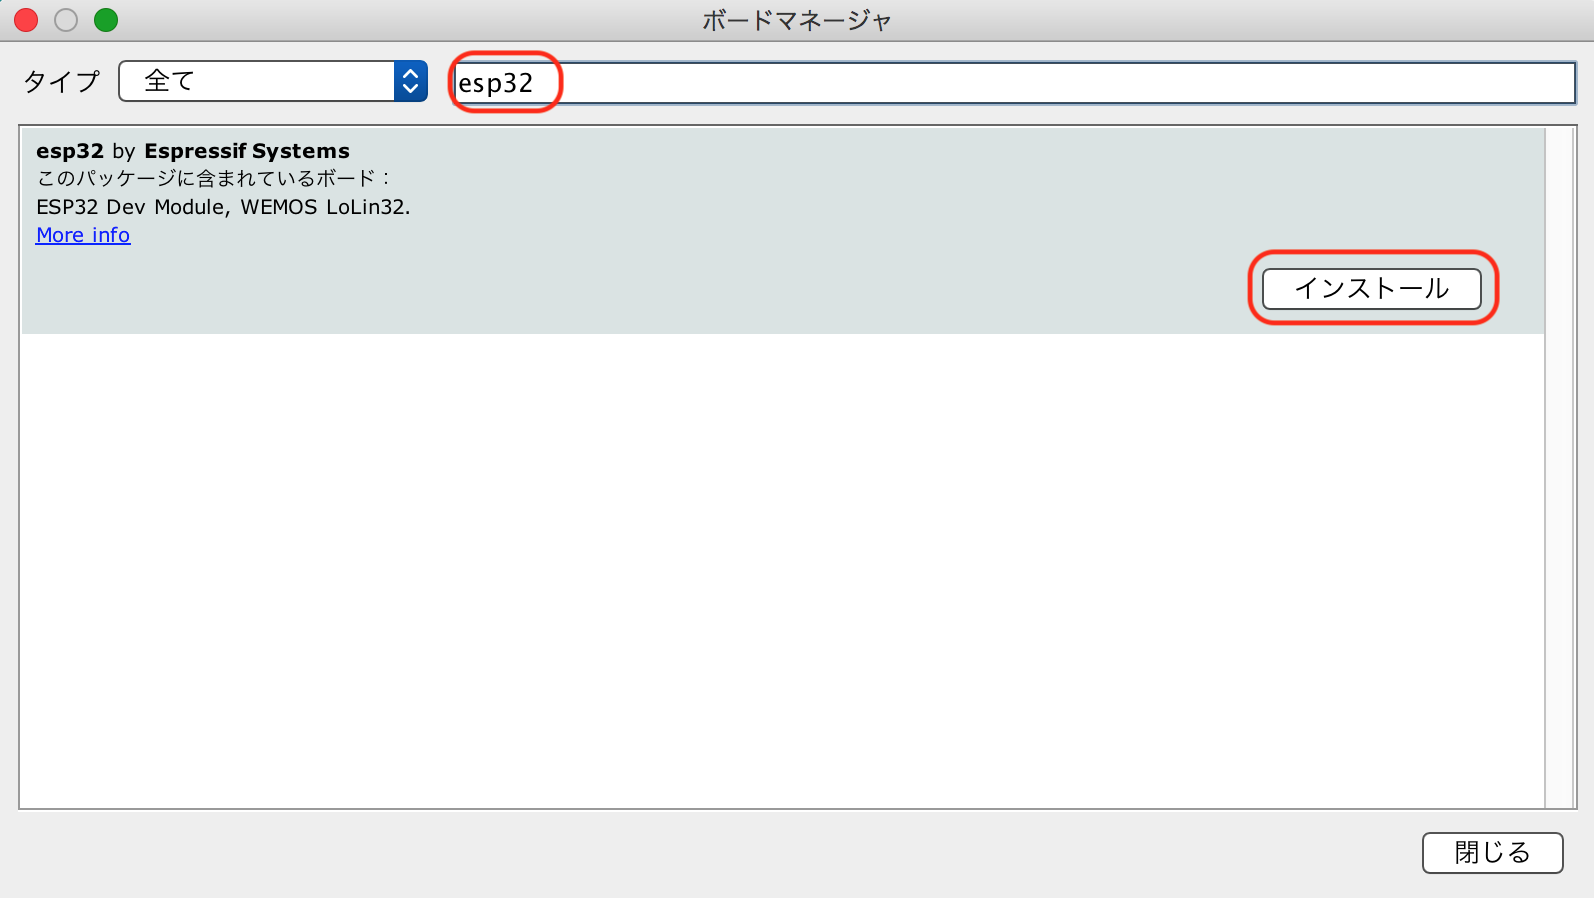 ボードマネージャ
タイプ 全て esp32
esp32 by Espressif Systems
このパッケージに含まれているボード：
ESP32 Dev Module, WEMOS LoLin32.
More info
インストール
閉じる